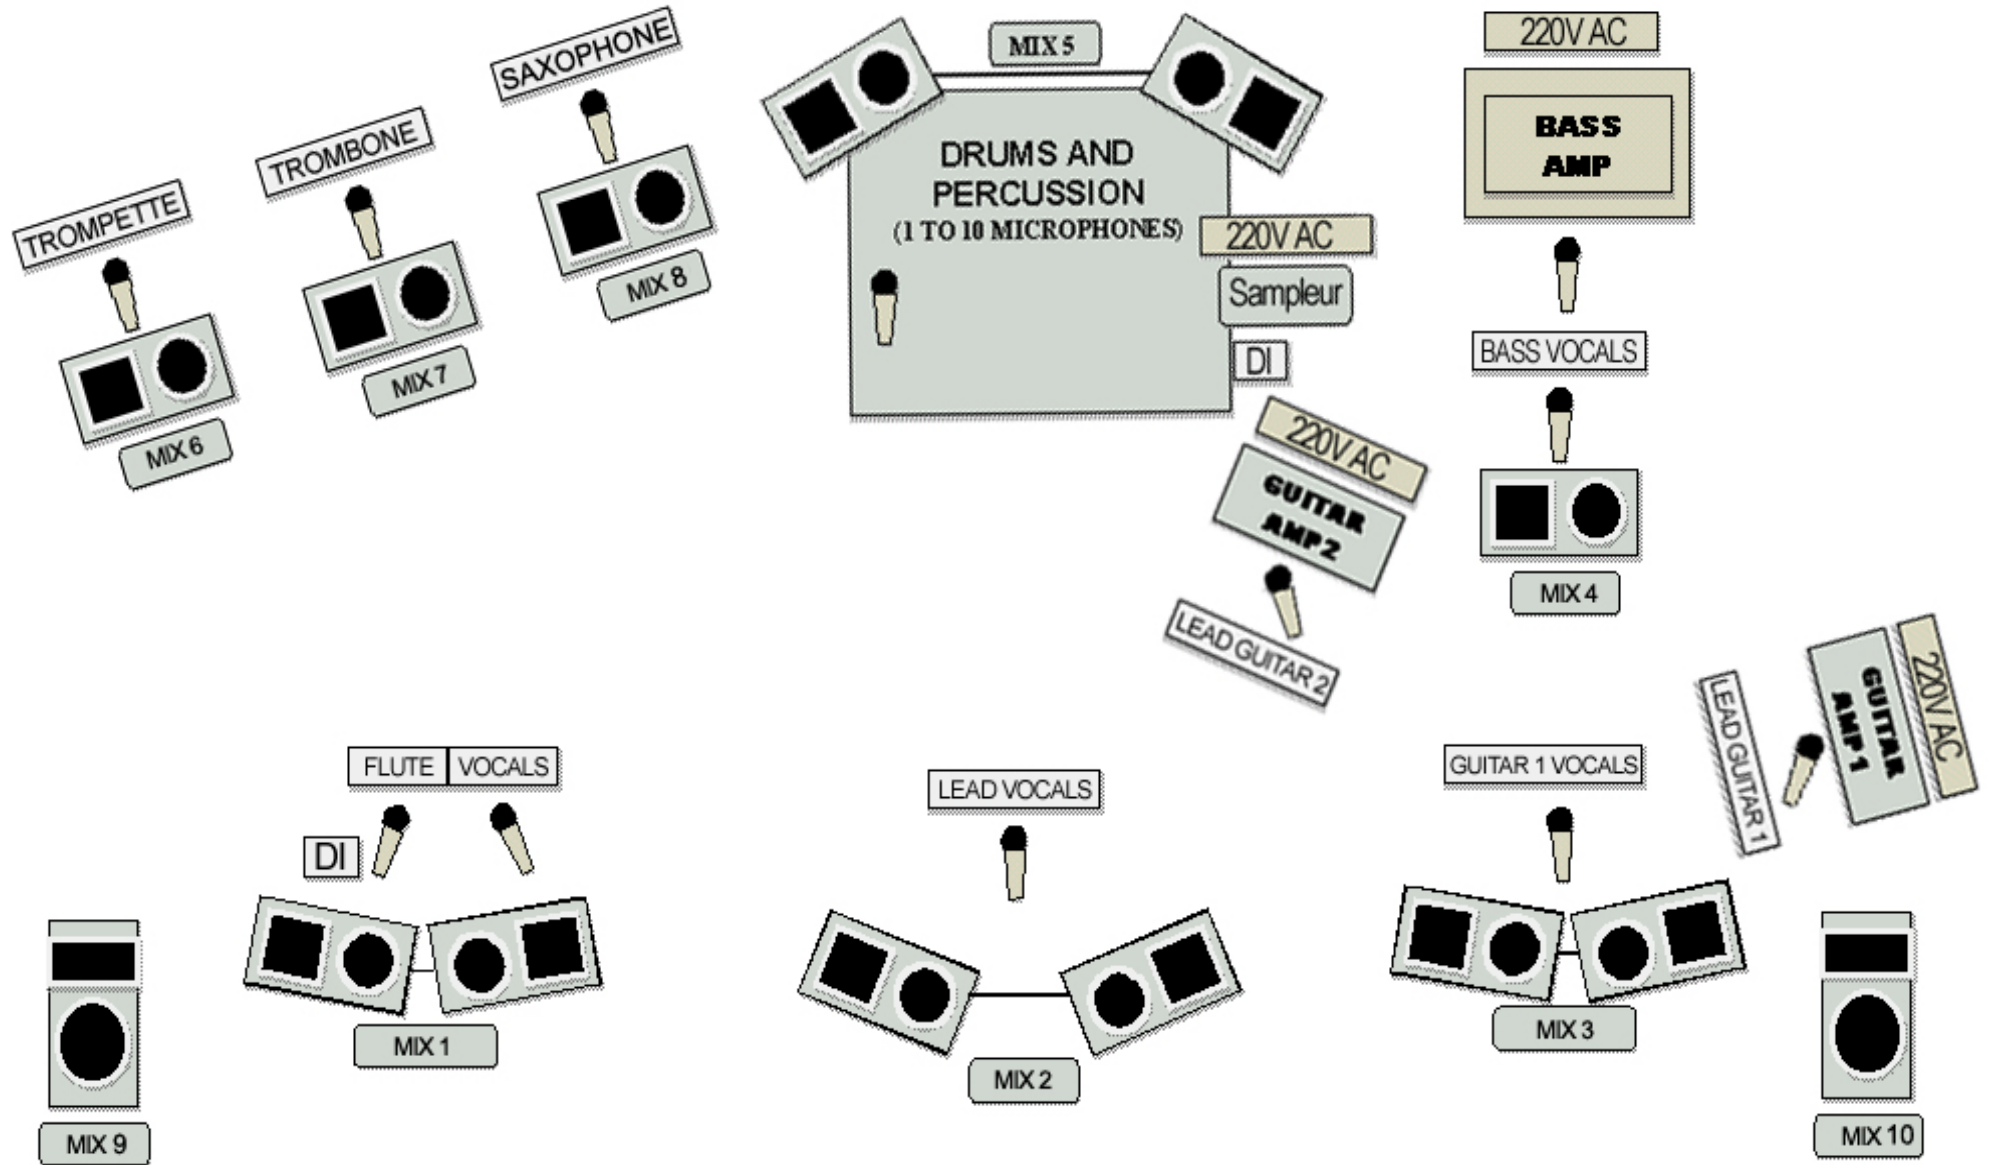 SAXOPHONE
MIX 5
220V AC
BASS
AMP
TROMBONE
DRUMS AND
PERCUSSION
(1 TO 10 MICROPHONES)
TROMPETTE
220V AC
MIX 8
Sampleur
MIX 7
DI
BASS VOCALS
MIX 6
220V AC
GUITAR
AMP 2
MIX 4
LEAD GUITAR 2
LEAD GUITAR 1
GUITAR
AMP 1
220V AC
FLUTE VOCALS
LEAD VOCALS
GUITAR 1 VOCALS
DI
MIX 1
MIX 2
MIX 3
MIX 9
MIX 10